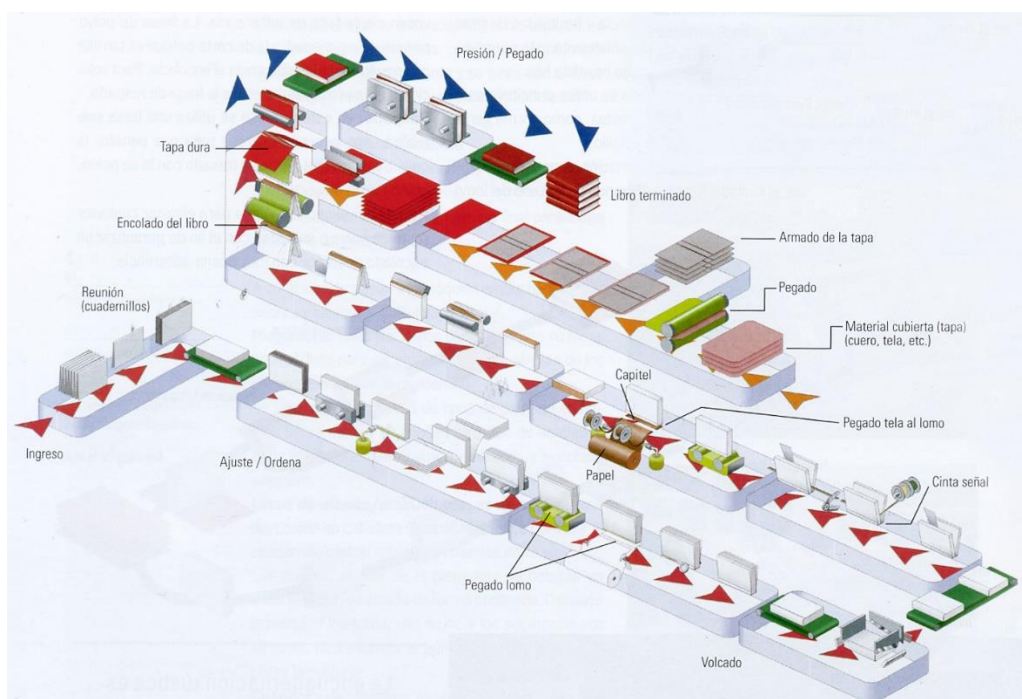 Presión / Pegado
Tapa dura
Libro terminado
Encolado del libro
Armado de la tapa
Pegado
Reunión
(cuadernillos)
Material cubierta (tapa)
(cuero, tela, etc.)
Capitel
Pegado tela al lomo
Ingreso
Ajuste / Ordena
Papel
Cinta señal
Pegado lomo
Volcado